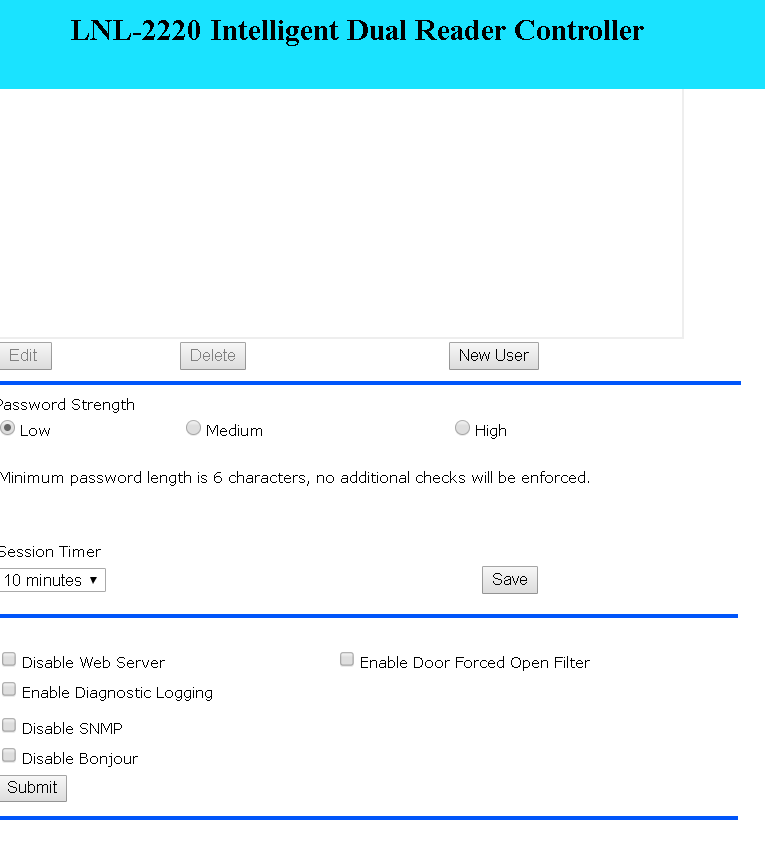 LNL-2220 Intelligent Dual Reader Controller
Edit Delete New User
Password Strength
Low Medium High
Minimum password length is 6 characters, no additional checks will be enforced.
Session Timer
10 minutes Save
Disable Web Server Enable Door Forced Open Filter
Enable Diagnostic Logging
Disable SNMP
Disable Bonjour
Submit